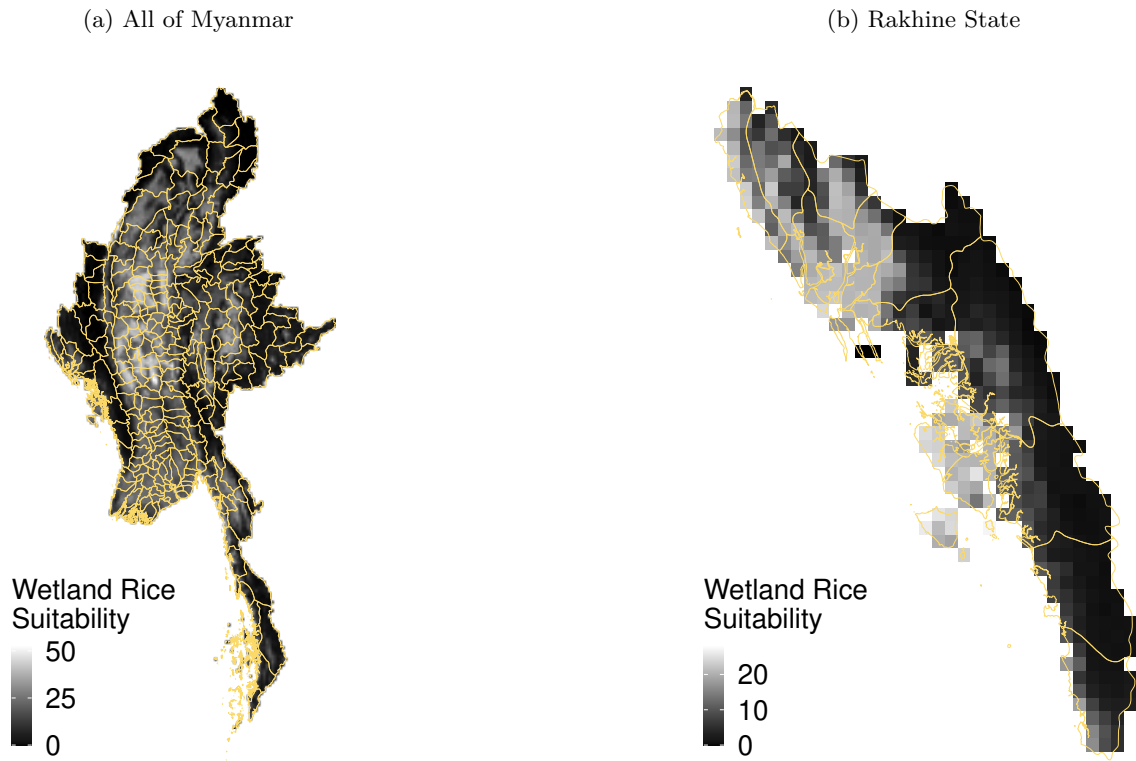 (a) All of Myanmar
(b) Rakhine State
Wetland Rice
Suitability
50
25
0
Wetland Rice
Suitability
20
10
0